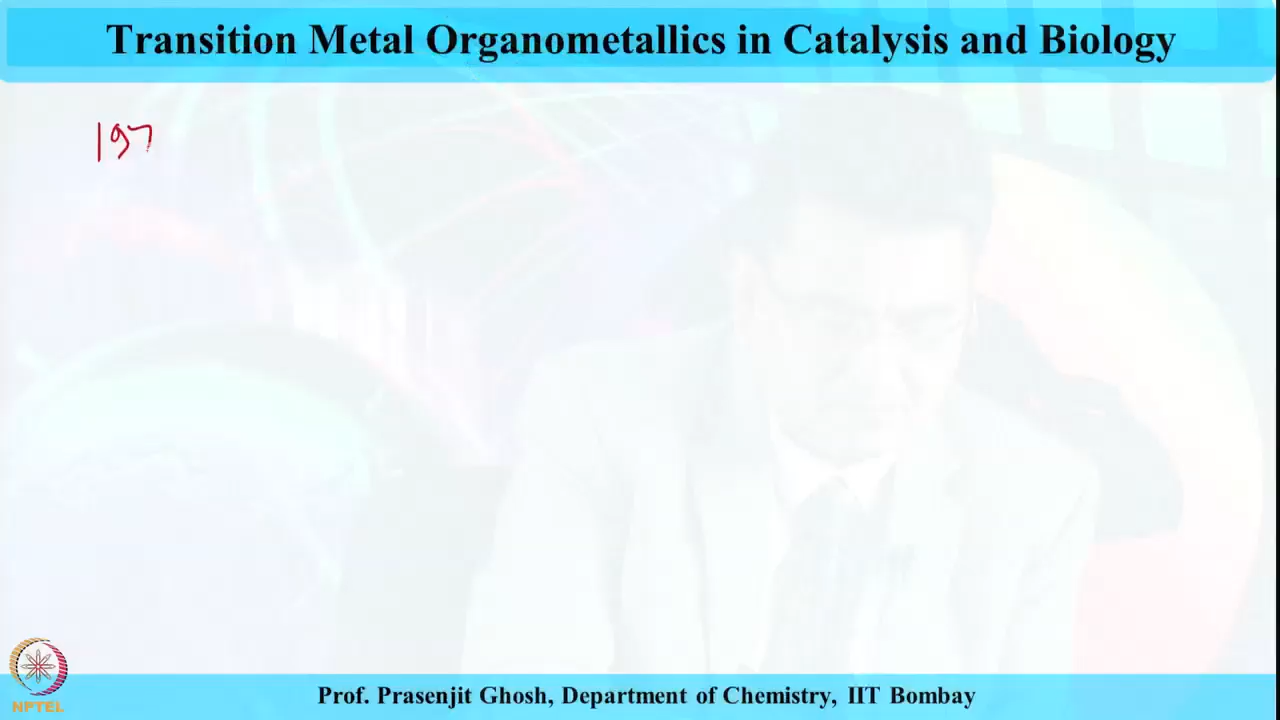 Transition Metal Organometallics in Catalysis and Biology
197
NPTEL
Prof. Prasenjit Ghosh, Department of Chemistry, IIT Bombay